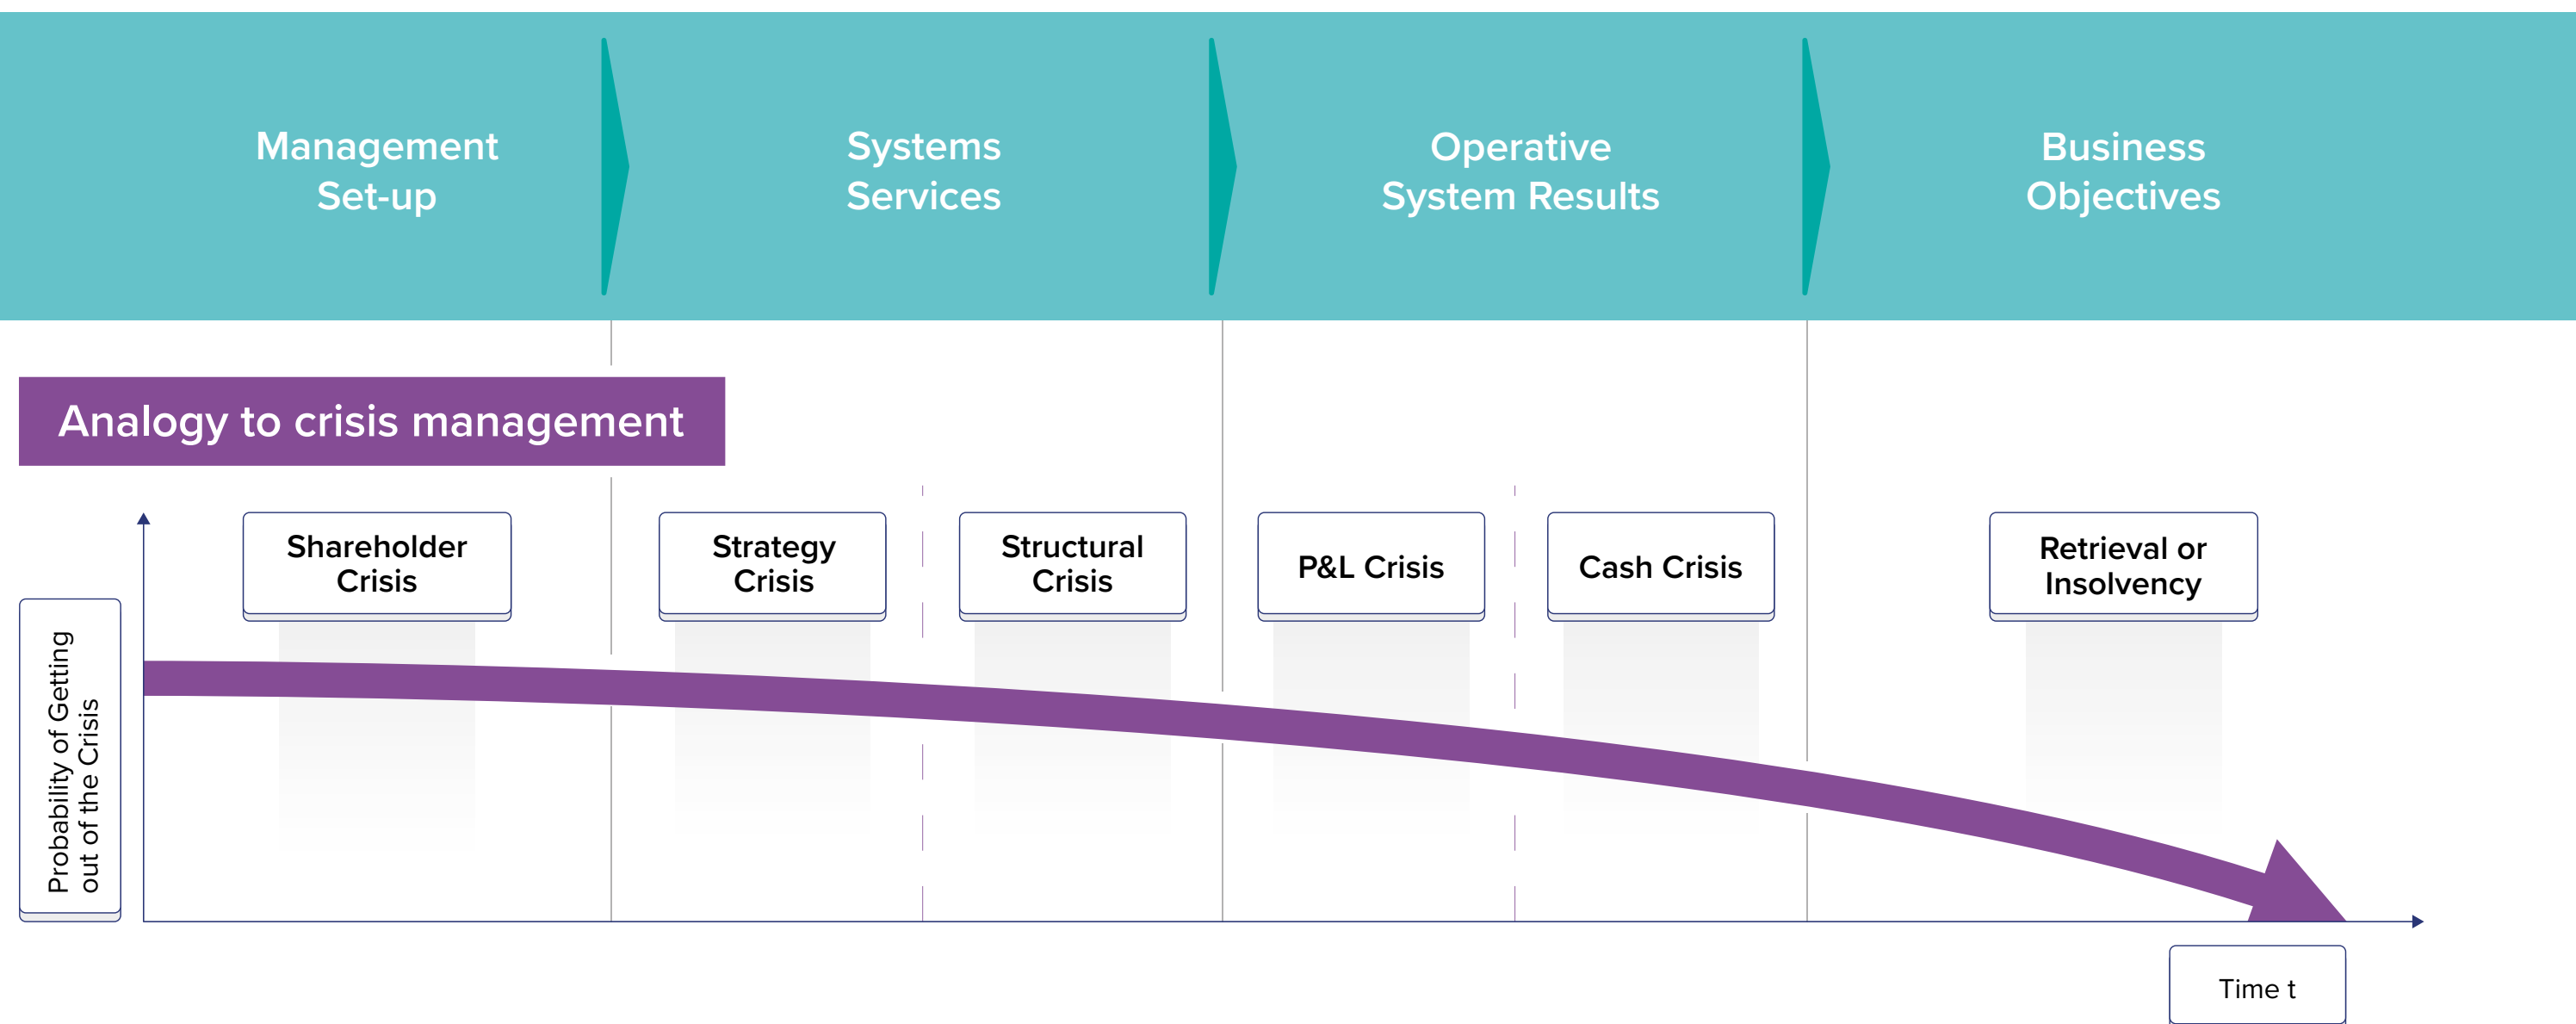 Management
Set-up
Systems
Services
Operative
System Results
Business
Objectives
Analogy to crisis management
Shareholder
Crisis
Strategy
Crisis
Structural
Crisis
P&L Crisis
Cash Crisis
Retrieval or
Insolvency
Probability of Getting
out of the Crisis
Time t